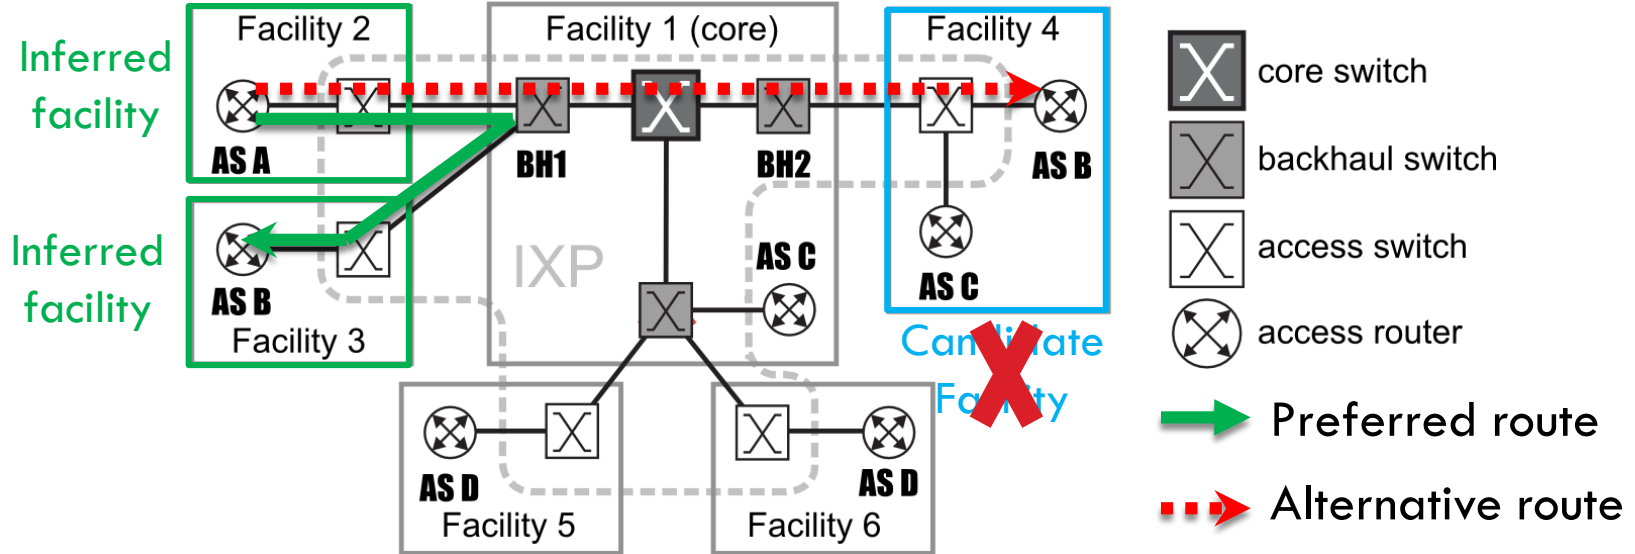 Inferred
facility
Facility 2
AS A
Facility 1 (core)
BH1
BH2
IXP
AS C
Facility 4
AS B
AS C
Candidate
Facility
Inferred
facility
AS B
Facility 3
AS D
Facility 5
AS D
Facility 6
core switch
backhaul switch
access switch
access router
Preferred route
Alternative route